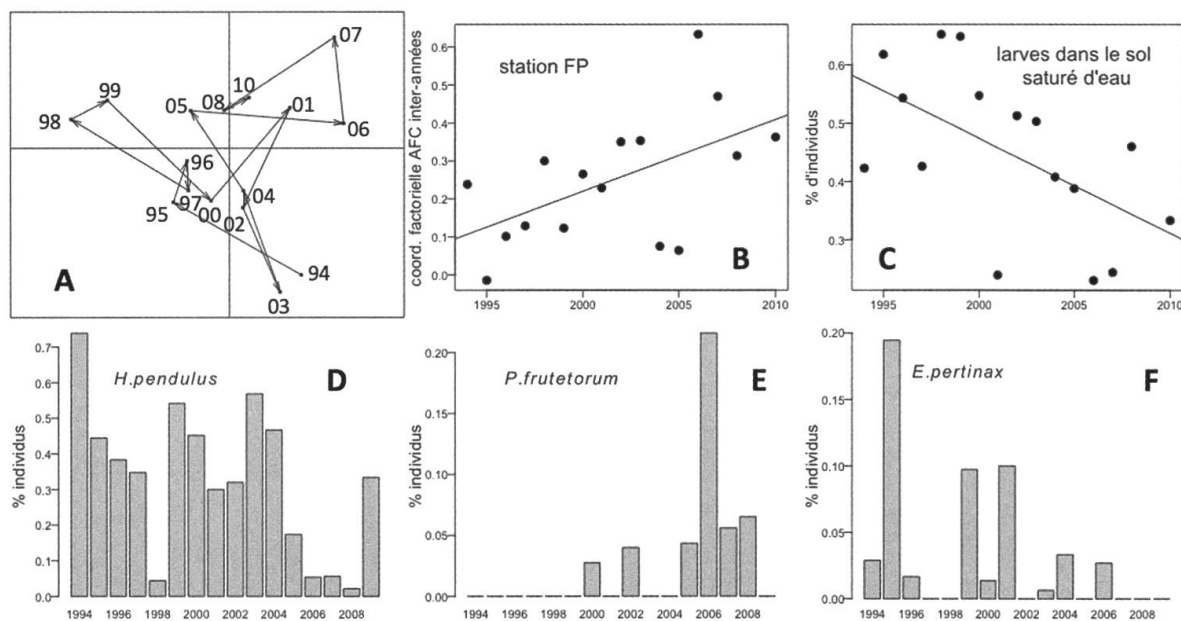 07
99
98
05
08
10
01
06
96
95
97
00
04
02
94
03
A
coord. factorielle AFC inter-années
0.6
0.5
0.4
0.3
0.2
0.1
0.0
station FP
B
1995
2000
2005
2010
% d'individus
0.6
0.5
0.4
0.3
larves dans le sol
saturé d'eau
C
1995
2000
2005
2010
% individus
0.7
0.6
0.5
0.4
0.3
0.2
0.1
0.0
H.pendulus
D
1994 1996 1998 2000 2002 2004 2006 2008
% individus
0.20
0.15
0.10
0.05
0.00
P.frutetorum
E
1994 1996 1998 2000 2002 2004 2006 2008
% individus
0.20
0.15
0.10
0.05
0.00
E.pertinax
F
1994 1996 1998 2000 2002 2004 2006 2008